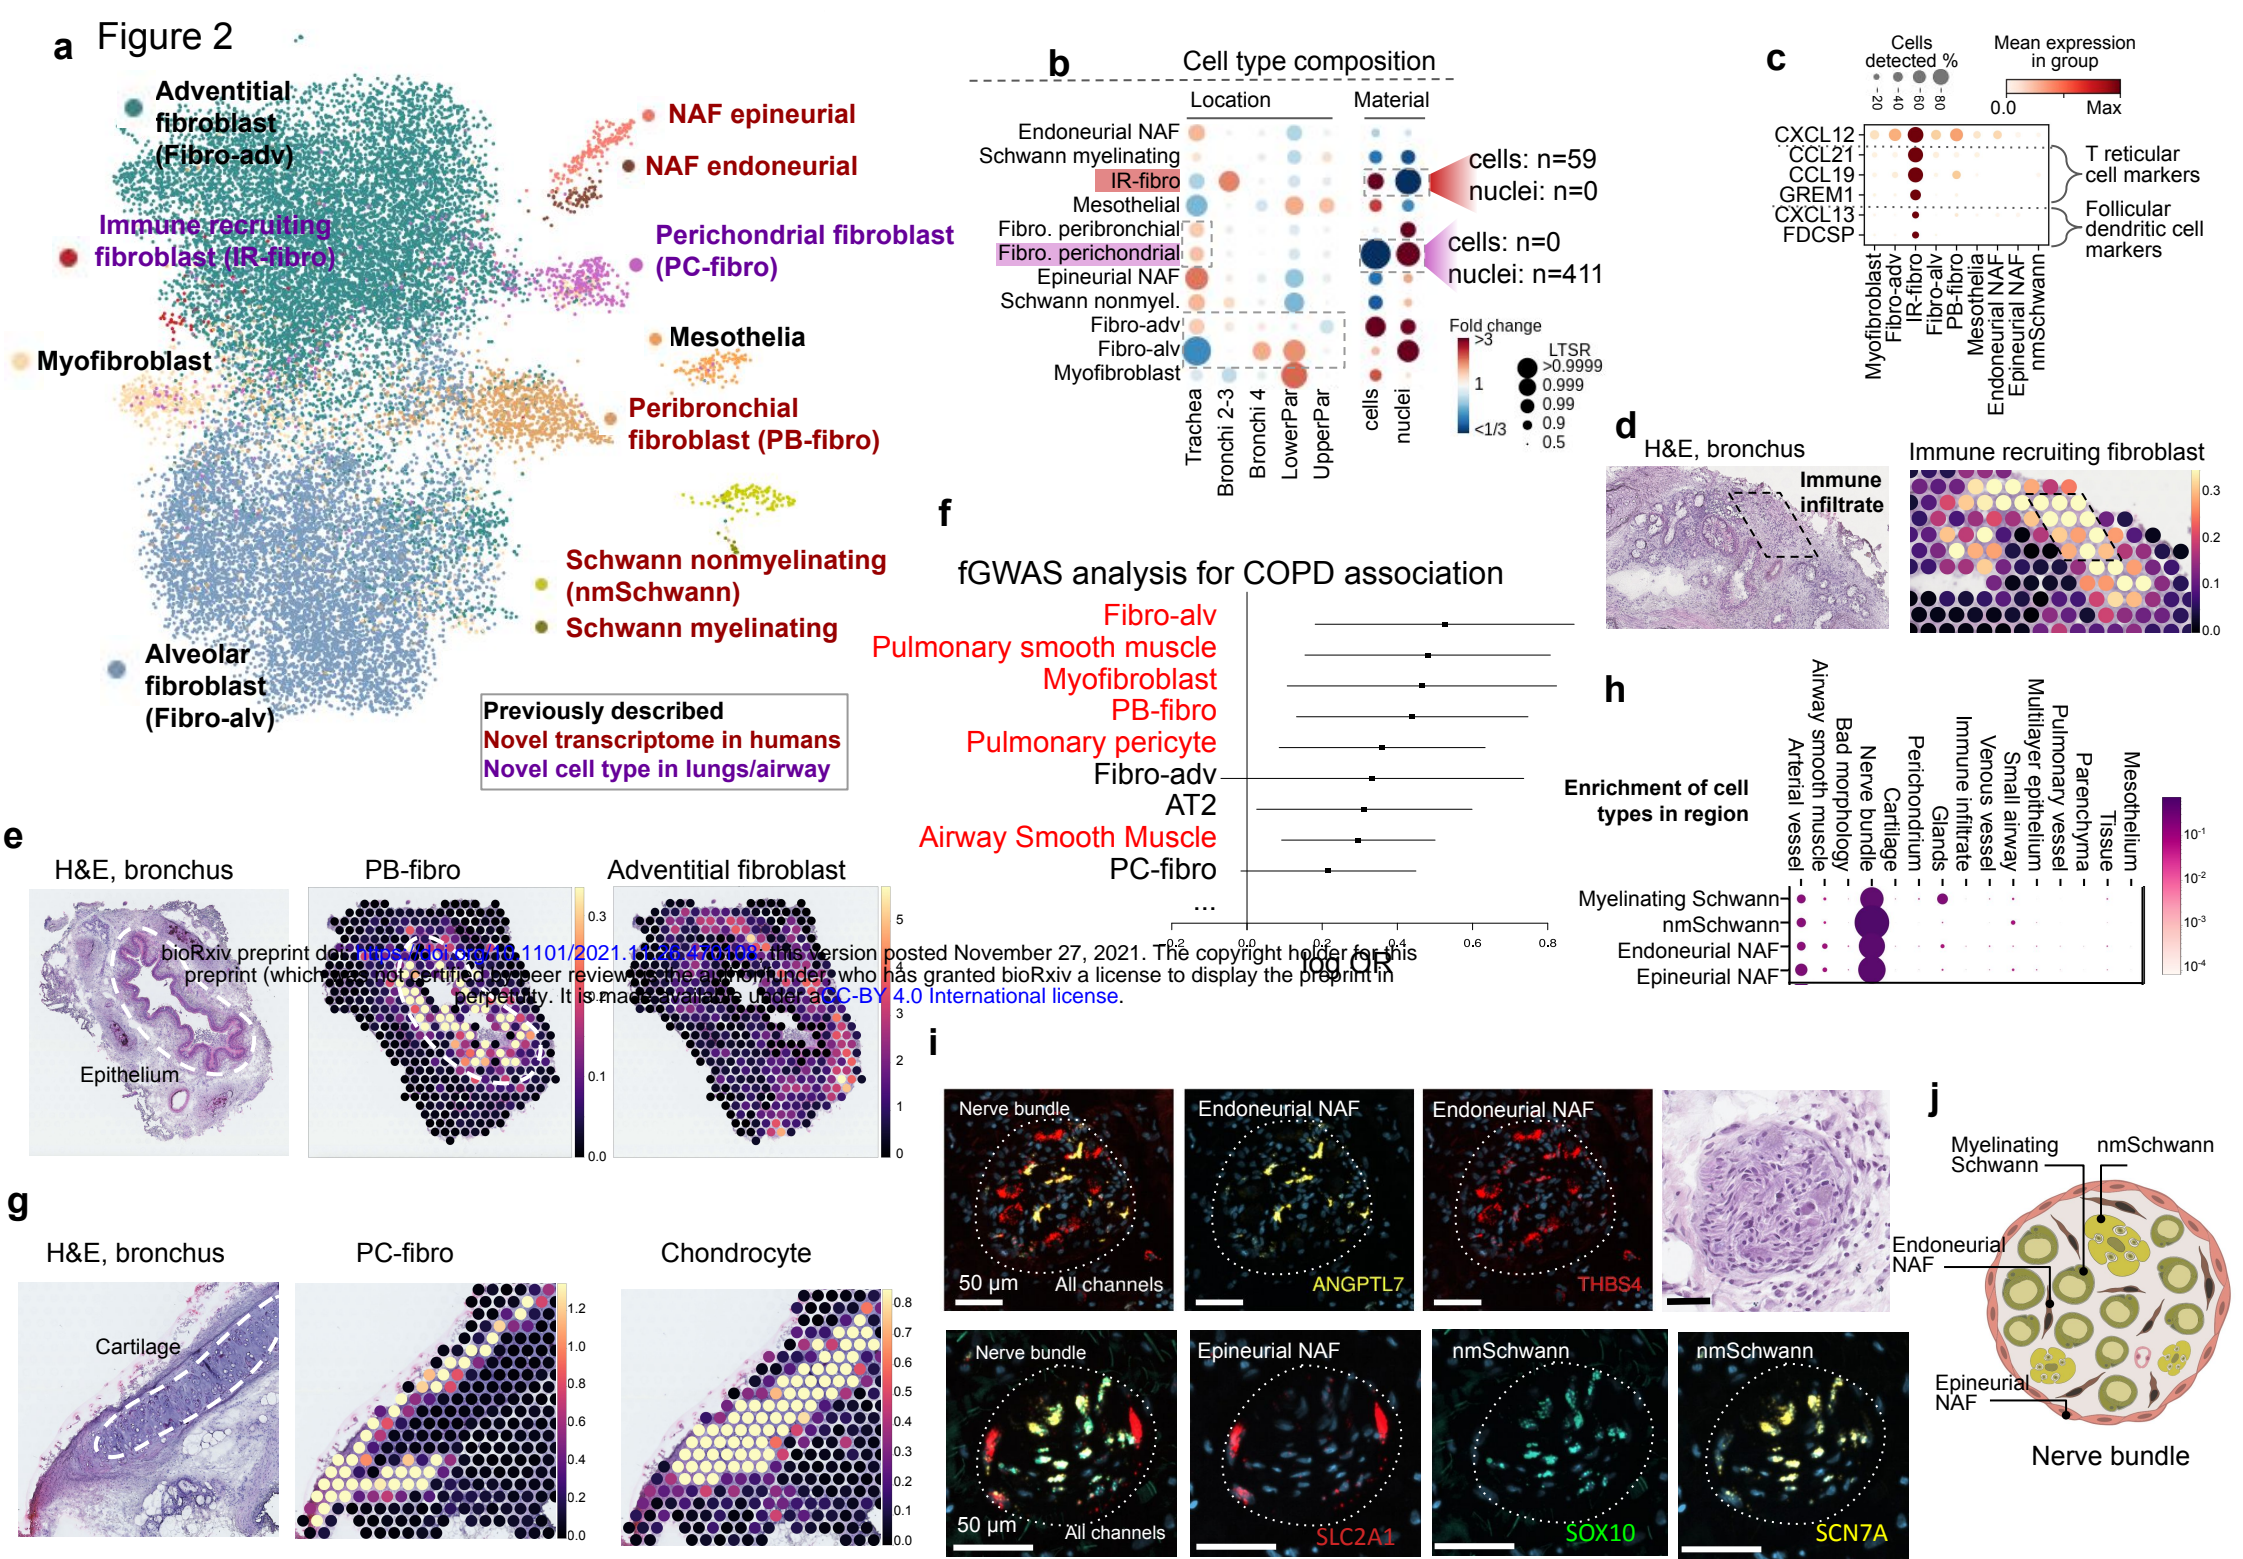 Figure 2
a
Adventitial
fibroblast
(Fibro-adv)
NAF epineurial
NAF endoneurial
Immune recruiting
fibroblast (IR-fibro)
Perichondrial fibroblast
(PC-fibro)
Mesothelia
Myofibroblast
Peribronchial
fibroblast (PB-fibro)
Schwann nonmyelinating
(nmSchwann)
Schwann myelinating
Alveolar
fibroblast
(Fibro-alv)
Previously described
Novel transcriptome in humans
Novel cell type in lungs/airway
b
Cell type composition
Location
Material
Endoneurial NAF
Schwann myelinating
IR-fibro
Mesothelial
Fibro. peribronchial
Fibro. perichondrial
Epineurial NAF
Schwann nonmyel.
Fibro-adv
Fibro-alv
Myofibroblast
Trachea
Bronchi 2-3
Bronchi 4
LowerPar
UpperPar
cells
nuclei
cells: n=59
nuclei: n=0
cells: n=0
nuclei: n=411
Fold change
>3
1
<1/3
LTSR
>0.9999
0.999
0.99
0.9
0.5
c
Cells
detected %
20
40
60
80
Mean expression
in group
0.0
Max
CXCL12
CCL21
CCL19
GREM1
CXCL13
FDCSP
T reticular
cell markers
Follicular
dendritic cell
markers
Myofibroblast
Fibro-adv
IR-fibro
Fibro-alv
PB-fibro
Mesothelia
Endoneurial NAF
Epineurial NAF
nmSchwann
d
H&E, bronchus
Immune
infiltrate
Immune recruiting fibroblast
0.3
0.2
0.1
0.0
f
fGWAS analysis for COPD association
Fibro-alv
Pulmonary smooth muscle
Myofibroblast
PB-fibro
Pulmonary pericyte
Fibro-adv
AT2
Airway Smooth Muscle
PC-fibro
...
0.2
0.0
0.2
0.4
0.6
0.8
log OR
h
Enrichment of cell
types in region
Arterial vessel
Airway smooth muscle
Bad morphology
Nerve bundle
Cartilage
Perichondrium
Glands
Immune infiltrate
Venous vessel
Small airway
Multilayer epithelium
Pulmonary vessel
Parenchyma
Tissue
Mesothelium
Myelinating Schwann
nmSchwann
Endoneurial NAF
Epineurial NAF
10-1
10-2
10-3
10-4
e
H&E, bronchus
Epithelium
PB-fibro
0.3
0.2
0.1
0.0
Adventitial fibroblast
5
4
3
2
1
0
bioRxiv preprint doi: https://doi.org/10.1101/2021.11.26.470108; this version posted November 27, 2021. The copyright holder for this
preprint (which was not certified by peer review) is the author/funder, who has granted bioRxiv a license to display the preprint in
perpetuity. It is made available under aCC-BY 4.0 International license.
g
H&E, bronchus
Cartilage
PC-fibro
1.2
1.0
0.8
0.6
0.4
0.2
0.0
Chondrocyte
0.8
0.7
0.6
0.5
0.4
0.3
0.2
0.1
0.0
i
Nerve bundle
50 µm
All channels
Endoneurial NAF
ANGPTL7
Endoneurial NAF
THBS4
Nerve bundle
50 µm
All channels
Epineurial NAF
SLC2A1
nmSchwann
SOX10
nmSchwann
SCN7A
j
Myelinating
Schwann
nmSchwann
Endoneurial
NAF
Epineurial
NAF
Nerve bundle